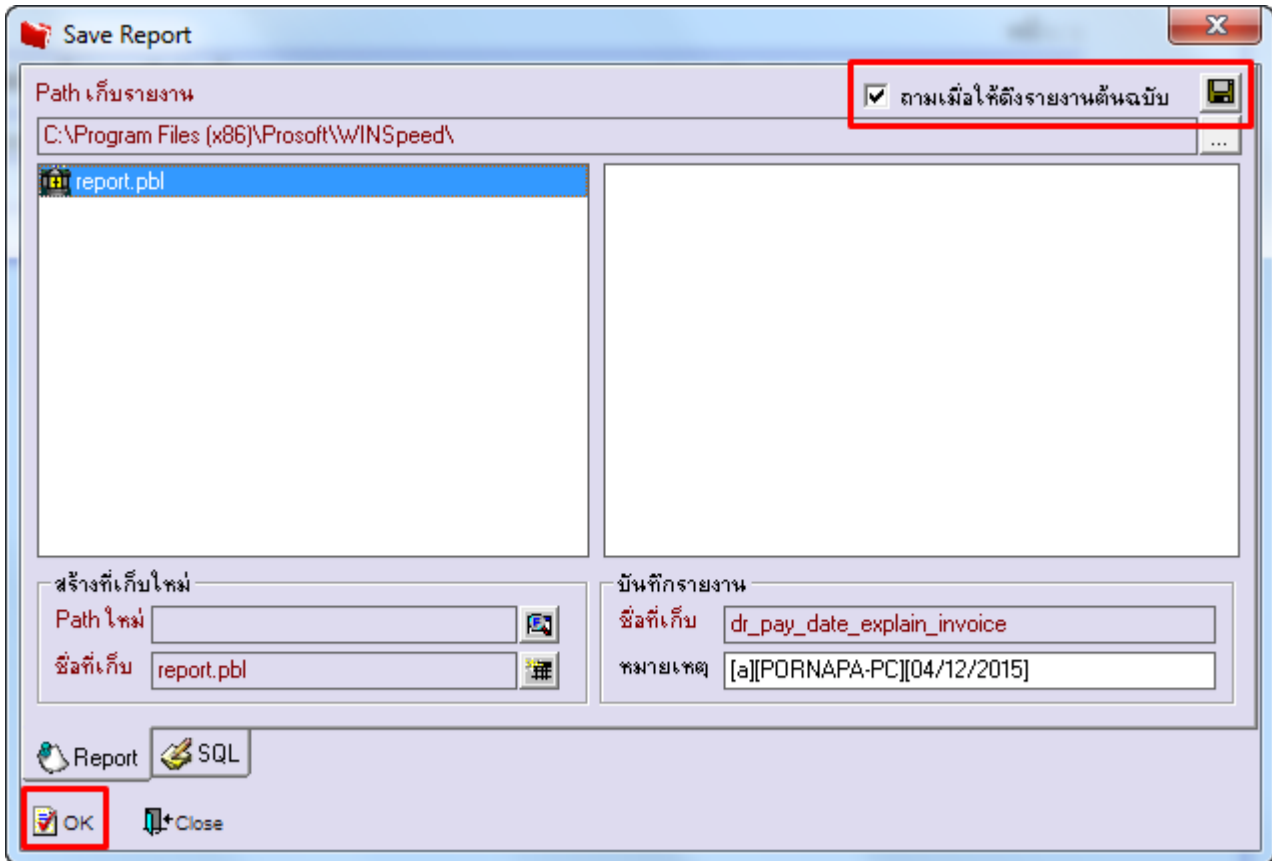 Save Report
Path เก็บรายงาน
ถามเมื่อให้ดึงรายงานต้นฉบับ
C:\Program Files (x86)\Prosoft\WINSpeed\
...
report.pbl
สร้างที่เก็บใหม่
Path ใหม่
ชื่อที่เก็บ report.pbl
บันทึกรายงาน
ชื่อที่เก็บ dr_pay_date_explain_invoice
หมายเหตุ [a][PORNAPA-PC][04/12/2015]
Report SQL
OK Close